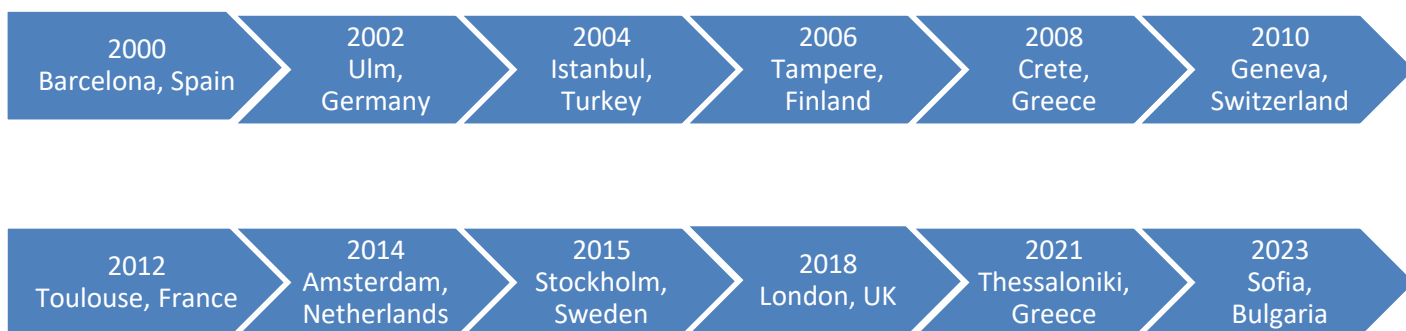 2000
Barcelona, Spain
2002
Ulm,
Germany
2004
Istanbul,
Turkey
2006
Tampere,
Finland
2008
Crete,
Greece
2010
Geneva,
Switzerland
2012
Toulouse, France
2014
Amsterdam,
Netherlands
2015
Stockholm,
Sweden
2018
London, UK
2021
Thessaloniki,
Greece
2023
Sofia,
Bulgaria